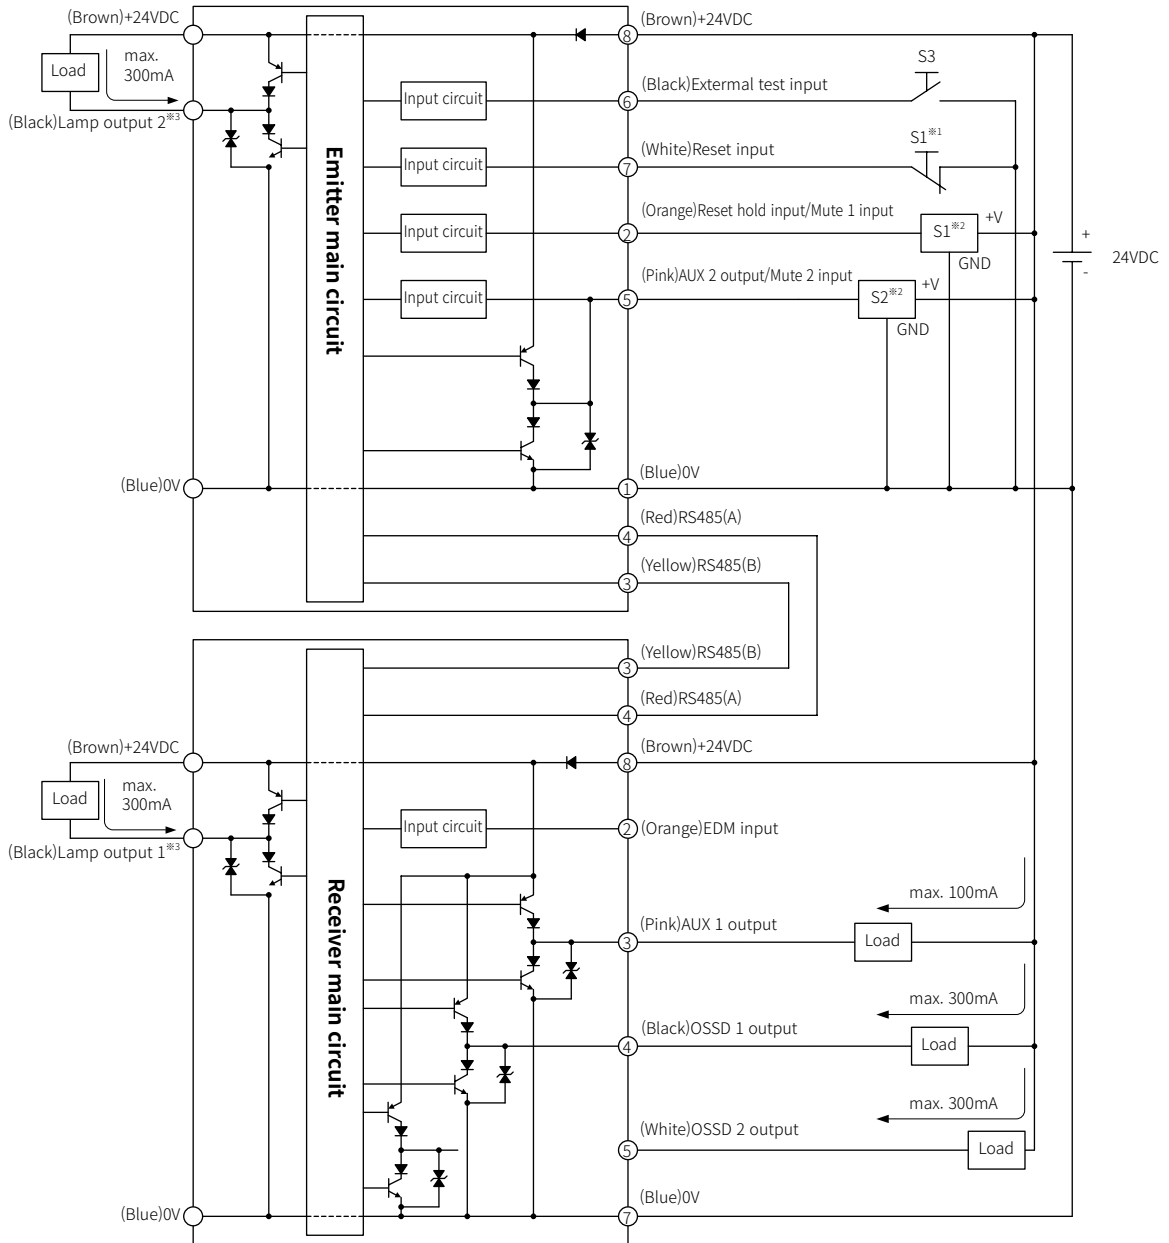 (Brown)+24VDC
(Brown)+24VDC
8
max.
300mA
Load
S3
(Black)Extermal test input
Input circuit
6
(Black)Lamp output 2※3
S1※1
(White)Reset input
Input circuit
7
Emitter main circuit
(Orange)Reset hold input/Mute 1 input
Input circuit
2
S1※2
+V
GND
+
-
24VDC
(Pink)AUX 2 output/Mute 2 input
Input circuit
5
S2※2
+V
GND
(Blue)0V
(Blue)0V
1
(Red)RS485(A)
4
(Yellow)RS485(B)
3
(Yellow)RS485(B)
3
(Red)RS485(A)
4
(Brown)+24VDC
(Brown)+24VDC
8
max.
300mA
Load
Input circuit
2
(Orange)EDM input
(Black)Lamp output 1※3
Receiver main circuit
max. 100mA
(Pink)AUX 1 output
3
Load
max. 300mA
(Black)OSSD 1 output
4
Load
max. 300mA
(White)OSSD 2 output
5
Load
(Blue)0V
(Blue)0V
7